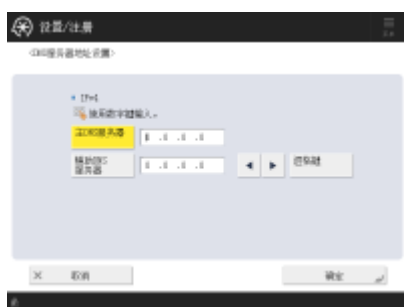 设置/注册
<DNS服务器地址设置>
IPv4
使用数字键输入。
主DNS服务器
0 .0 .0 .0
辅助DNS
服务器
0 .0 .0 .0
退格键
取消
确定